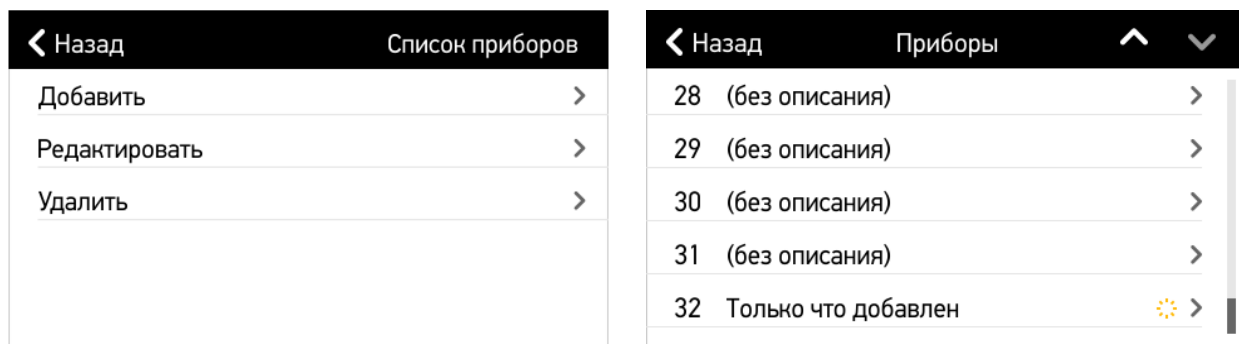 Назад Список приборов
Добавить
Редактировать
Удалить
Назад Приборы
28 (без описания)
29 (без описания)
30 (без описания)
31 (без описания)
32 Только что добавлен